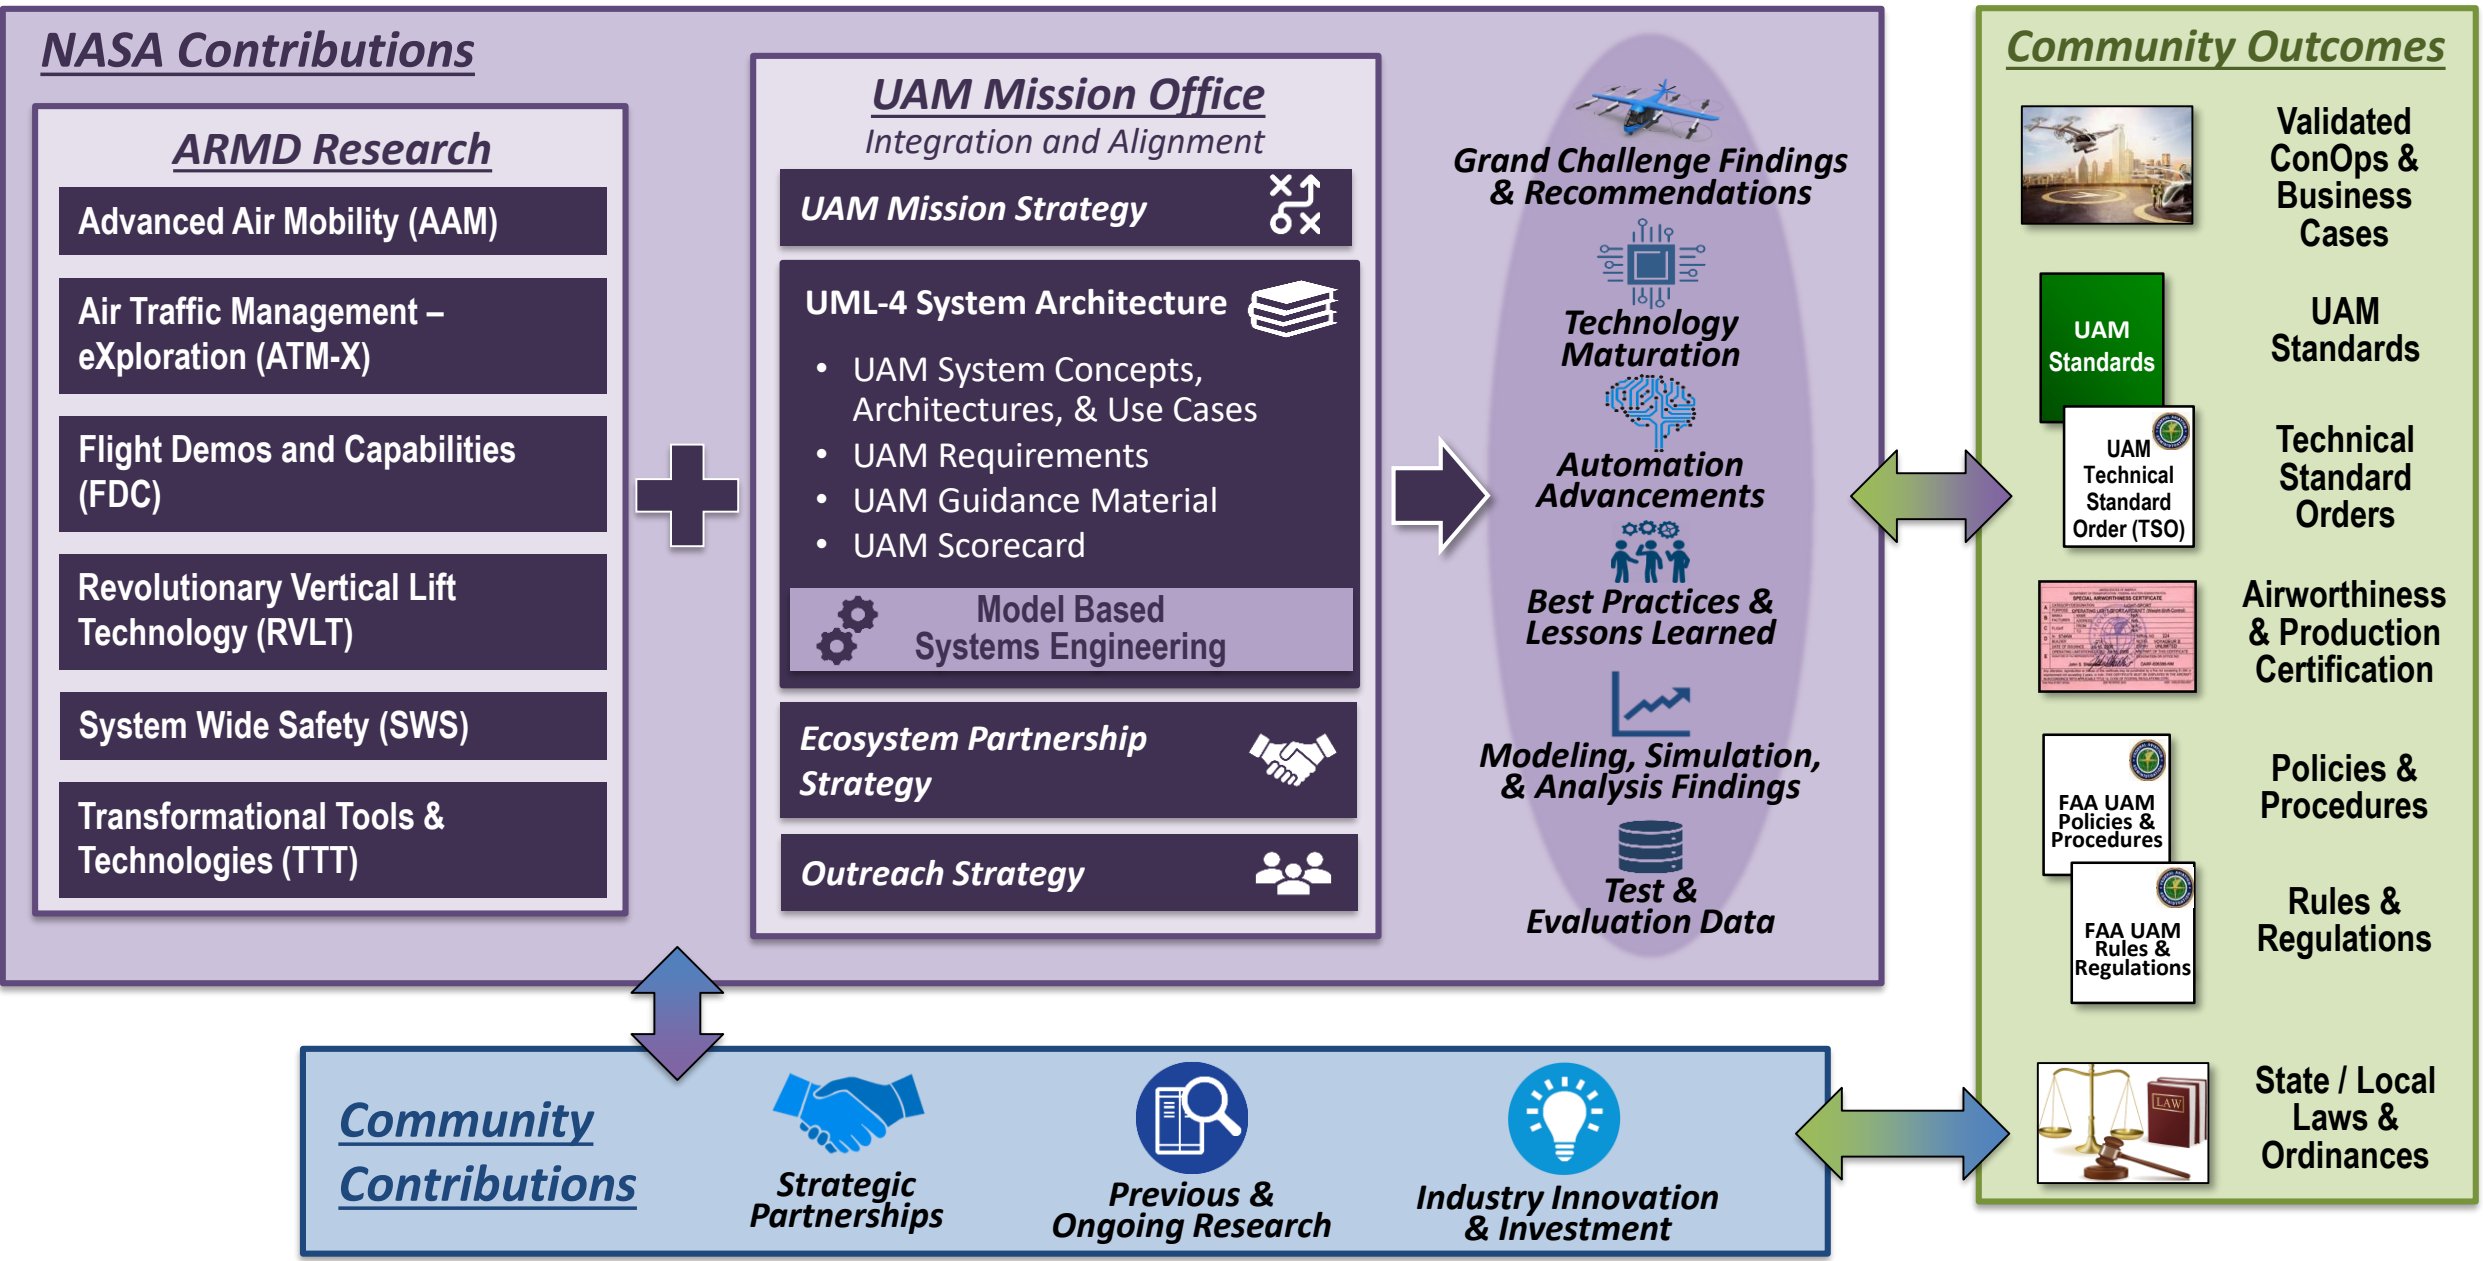 NASA Contributions
ARMD Research
Advanced Air Mobility (AAM)
Air Traffic Management –
eXploration (ATM-X)
Flight Demos and Capabilities
(FDC)
Revolutionary Vertical Lift
Technology (RVLT)
System Wide Safety (SWS)
Transformational Tools &
Technologies (TTT)
UAM Mission Office
Integration and Alignment
UAM Mission Strategy
UML-4 System Architecture
• UAM System Concepts,
Architectures, & Use Cases
• UAM Requirements
• UAM Guidance Material
• UAM Scorecard
Model Based
Systems Engineering
Ecosystem Partnership
Strategy
Outreach Strategy
Grand Challenge Findings
& Recommendations
Technology
Maturation
Automation
Advancements
Best Practices &
Lessons Learned
Modeling, Simulation,
& Analysis Findings
Test &
Evaluation Data
Community Outcomes
Validated
ConOps &
Business
Cases
UAM
Standards
UAM
Standards
UAM
Technical
Standard
Order (TSO)
Technical
Standard
Orders
SPECIAL AIRWORTHINESS CERTIFICATE
Airworthiness
& Production
Certification
FAA UAM
Policies &
Procedures
Policies &
Procedures
FAA UAM
Rules &
Regulations
Rules &
Regulations
LAW
State / Local
Laws &
Ordinances
Community
Contributions
Strategic
Partnerships
Previous &
Ongoing Research
Industry Innovation
& Investment